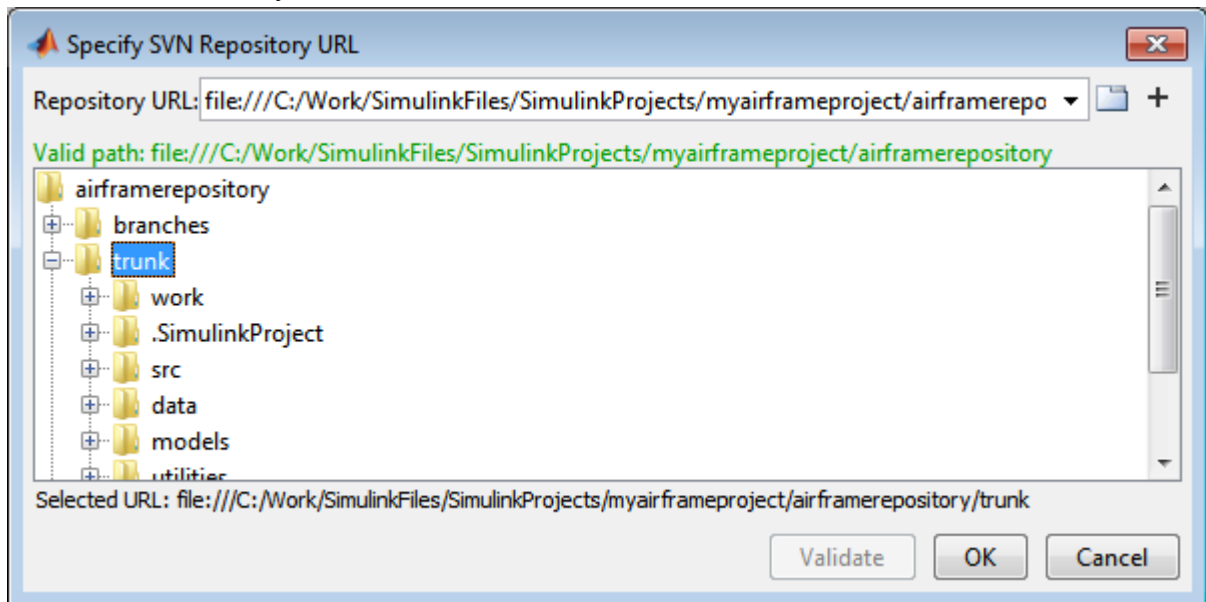 Specify SVN Repository URL
Repository URL: file:///C:/Work/SimulinkFiles/SimulinkProjects/myairframeproject/airframerepo
Valid path: file:///C:/Work/SimulinkFiles/SimulinkProjects/myairframeproject/airframerepository
airframerepository
branches
trunk
work
.SimulinkProject
src
data
models
utilities
Selected URL: file:///C:/Work/SimulinkFiles/SimulinkProjects/myairframeproject/airframerepository/trunk
Validate OK Cancel